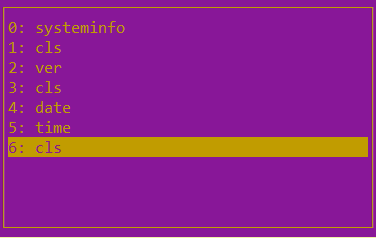 0: systeminfo
1: cls
2: ver
3: cls
4: date
5: time
6: cls